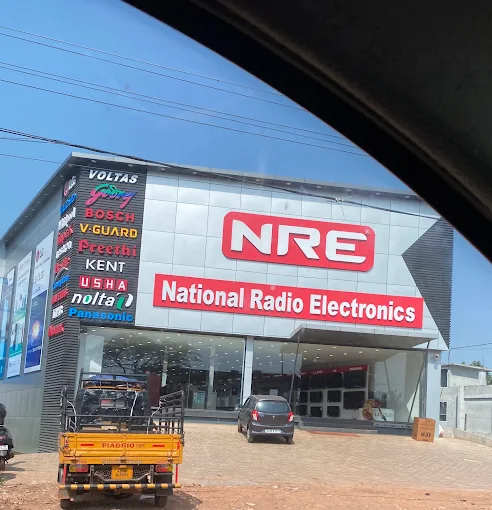 VOLTAS
Godrej
BOSCH
V-GUARD
Preethi
KENT
USHA
nolta
Panasonic
NRE
National Radio Electronics
PIAGGIO